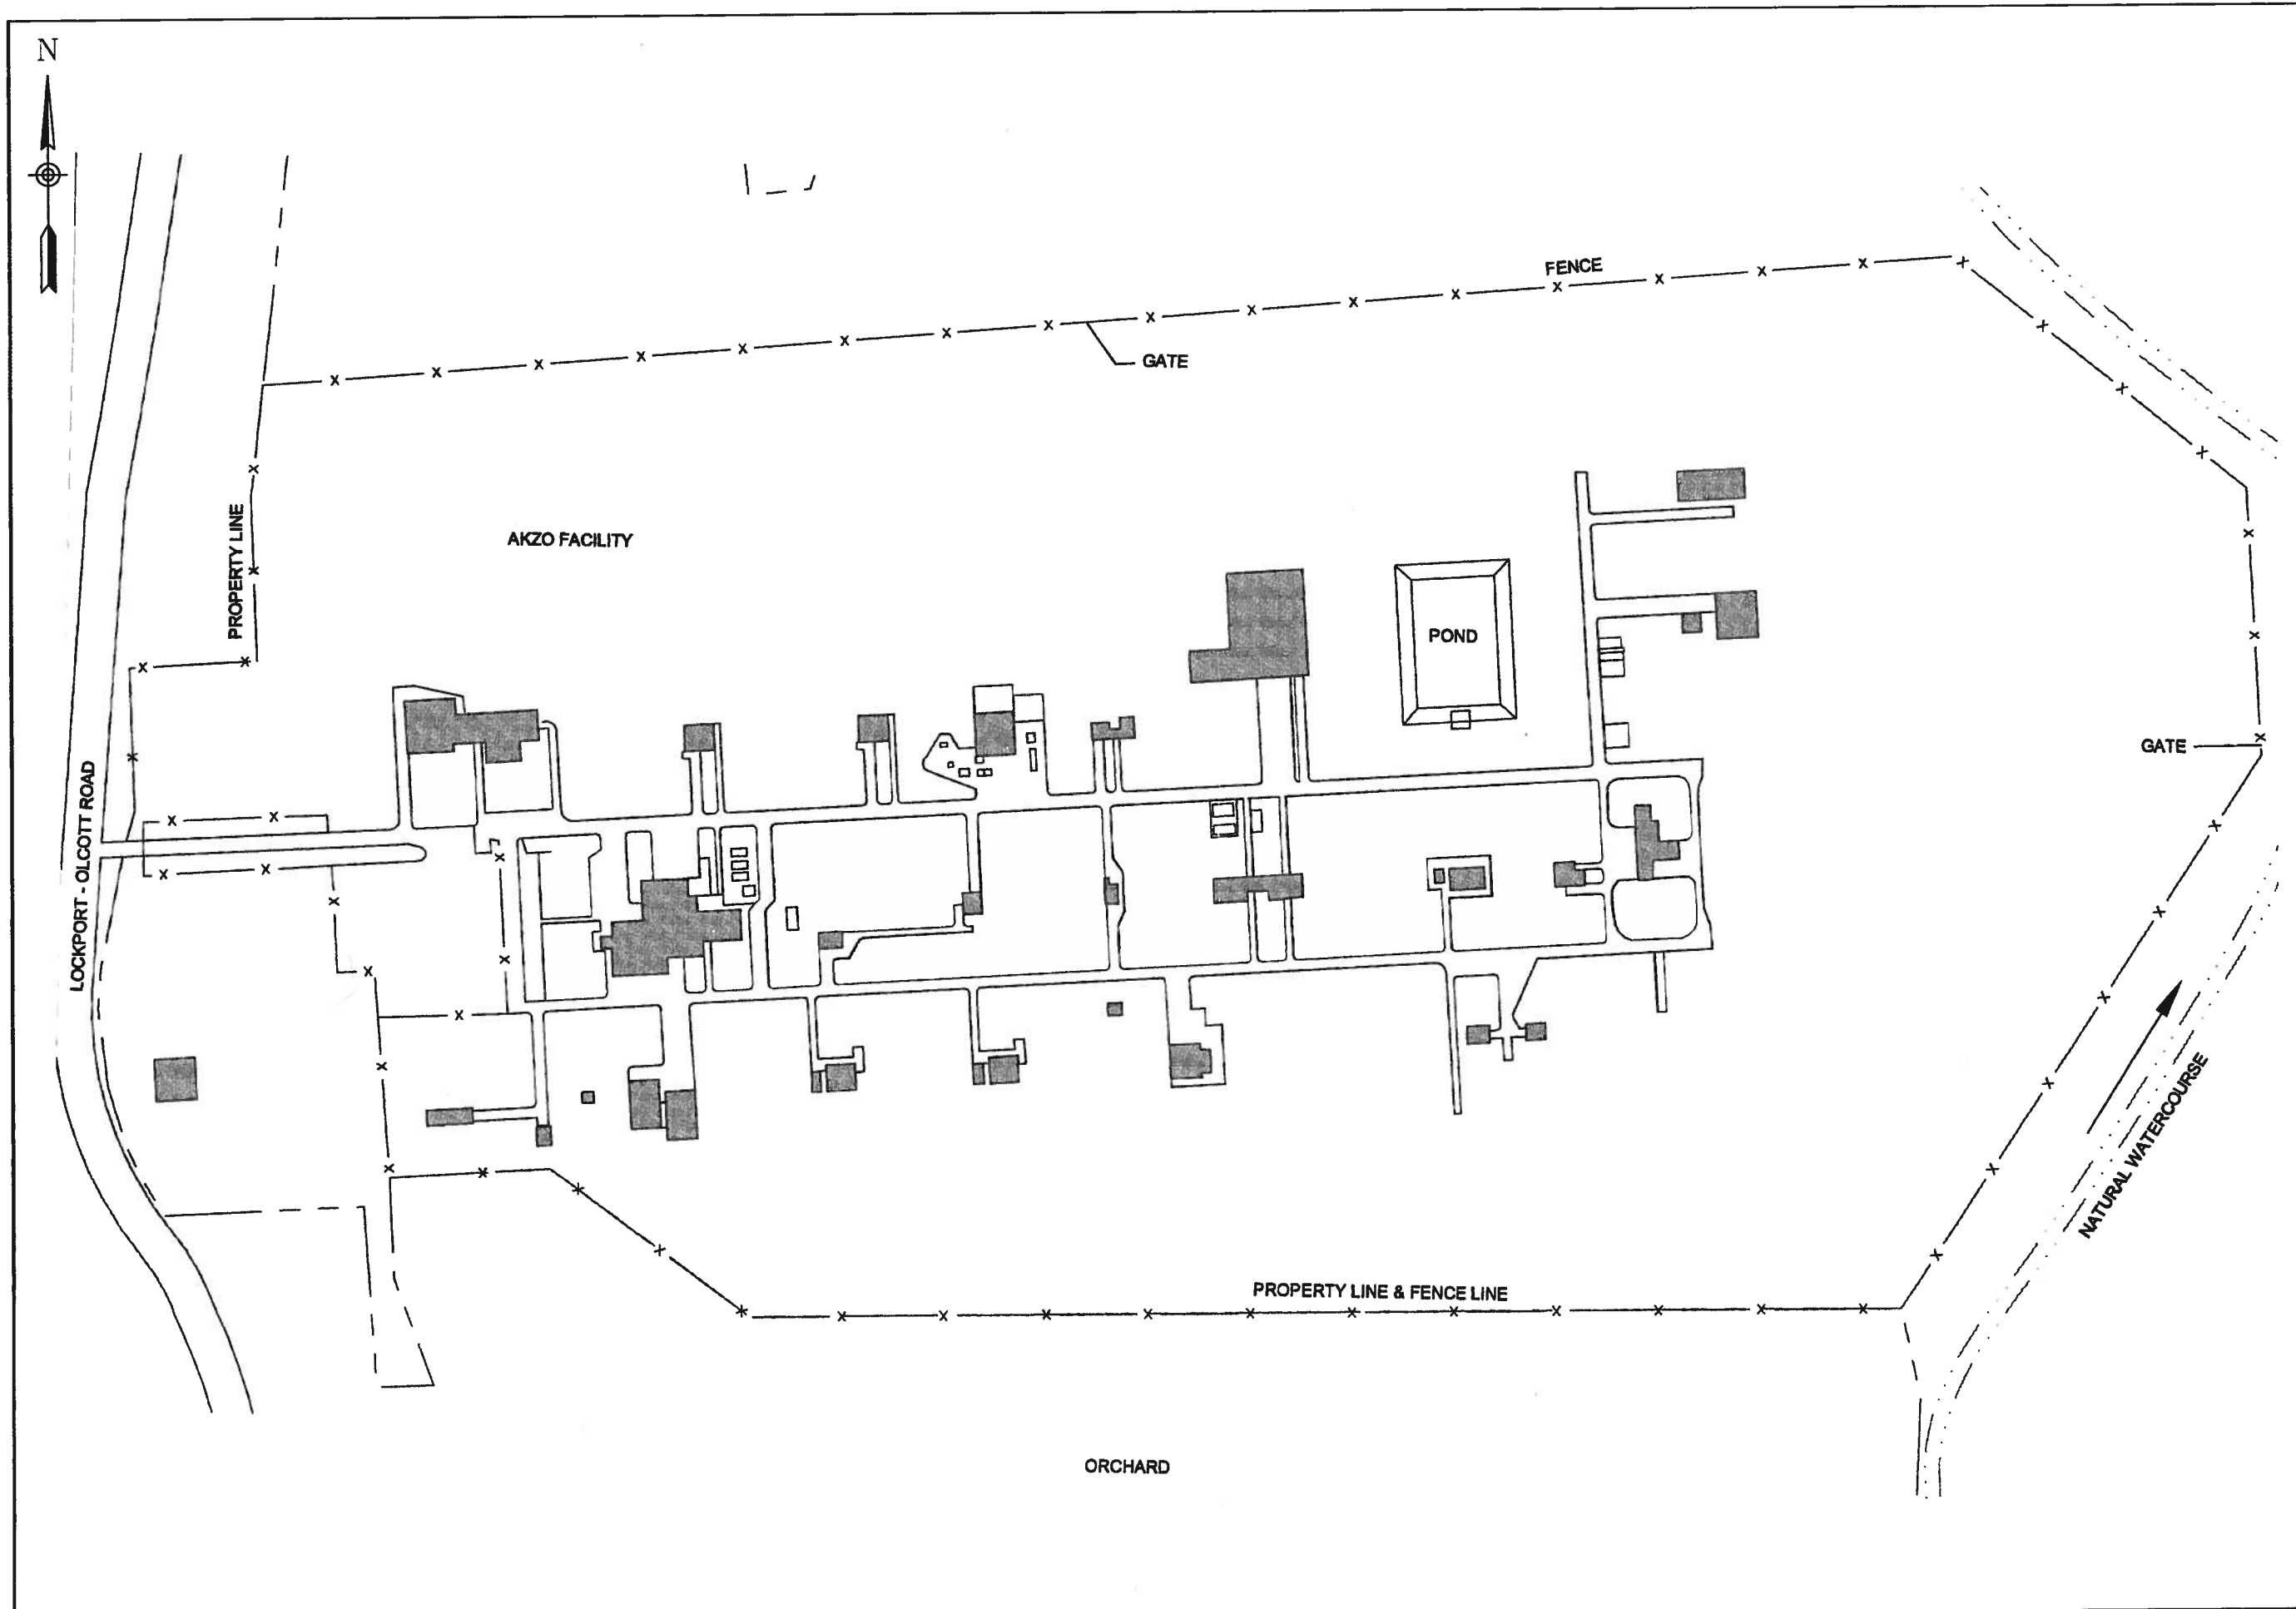 N
FENCE
GATE
PROPERTY LINE
AKZO FACILITY
POND
GATE
LOCKPORT - OLCOTT ROAD
NATURAL WATERCOURSE
PROPERTY LINE & FENCE LINE
ORCHARD